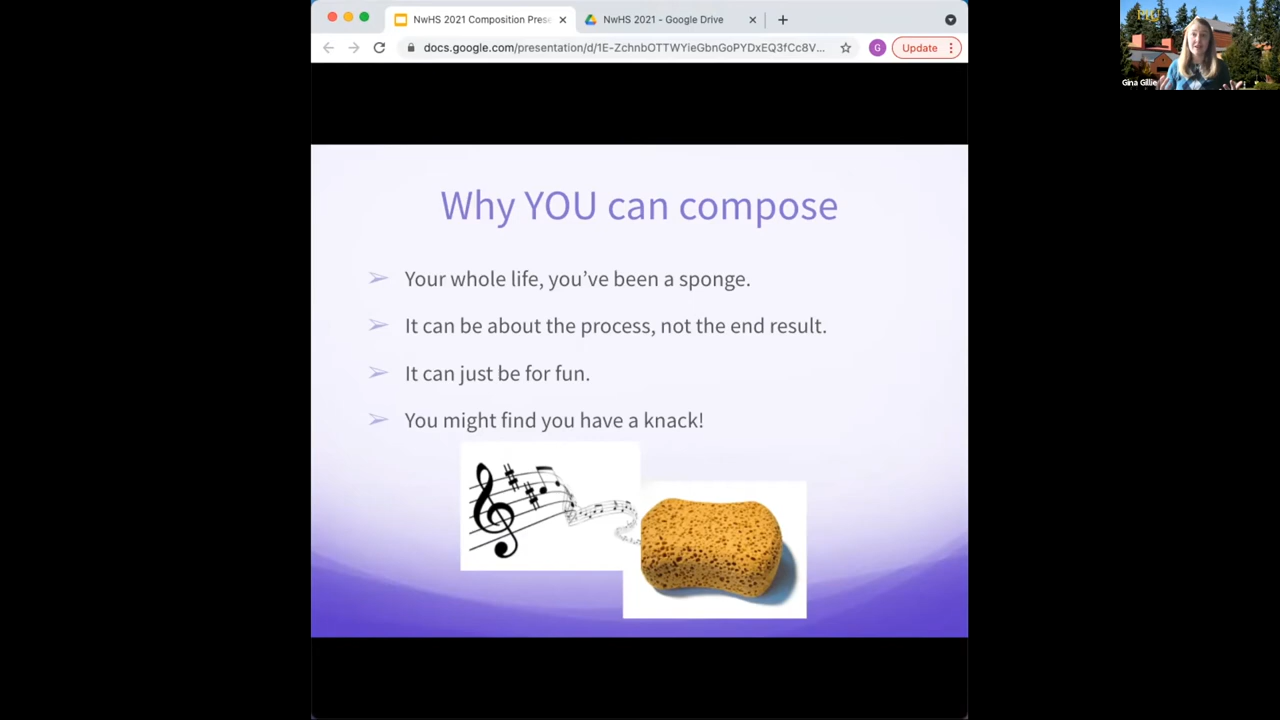 NwHS 2021 Composition Prese
NwHS 2021 - Google Drive
docs.google.com/presentation/d/1E-ZchnbOTTWYieGbnGoPYDxEQ3fCc8V...
G
Update
Gina Gillie
Why YOU can compose
➢ Your whole life, you’ve been a sponge.
➢ It can be about the process, not the end result.
➢ It can just be for fun.
➢ You might find you have a knack!